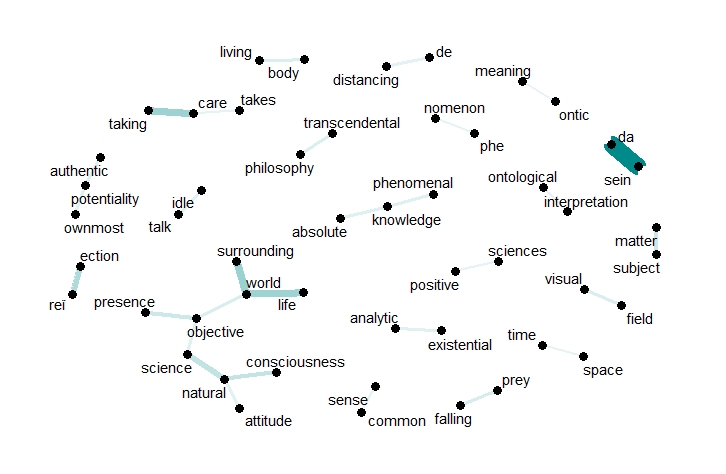 living
de
body
distancing
meaning
care
takes
nomenon
taking
ontic
transcendental
da
phe
authentic
philosophy
ontological
sein
phenomenal
potentiality
idle
interpretation
absolute
knowledge
ownmost
talk
matter
surrounding
sciences
ection
subject
world
positive
visual
presence
life
reï
analytic
field
objective
time
existential
consciousness
science
space
natural
prey
sense
attitude
common
falling